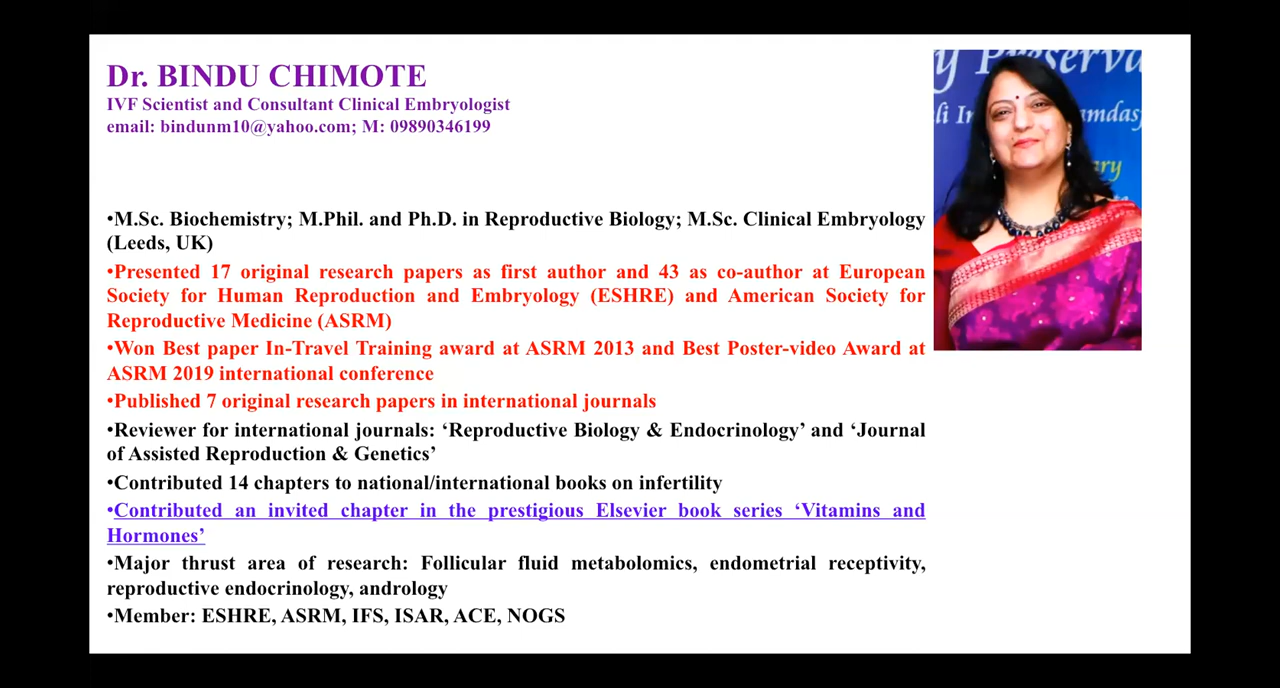 Dr. BINDU CHIMOTE
IVF Scientist and Consultant Clinical Embryologist
email: bindunm10@yahoo.com; M: 09890346199
•M.Sc. Biochemistry; M.Phil. and Ph.D. in Reproductive Biology; M.Sc. Clinical Embryology
(Leeds, UK)
•Presented 17 original research papers as first author and 43 as co-author at European
Society for Human Reproduction and Embryology (ESHRE) and American Society for
Reproductive Medicine (ASRM)
•Won Best paper In-Travel Training award at ASRM 2013 and Best Poster-video Award at
ASRM 2019 international conference
•Published 7 original research papers in international journals
•Reviewer for international journals: ‘Reproductive Biology & Endocrinology’ and ‘Journal
of Assisted Reproduction & Genetics’
•Contributed 14 chapters to national/international books on infertility
•Contributed an invited chapter in the prestigious Elsevier book series ‘Vitamins and
Hormones’
•Major thrust area of research: Follicular fluid metabolomics, endometrial receptivity,
reproductive endocrinology, andrology
•Member: ESHRE, ASRM, IFS, ISAR, ACE, NOGS